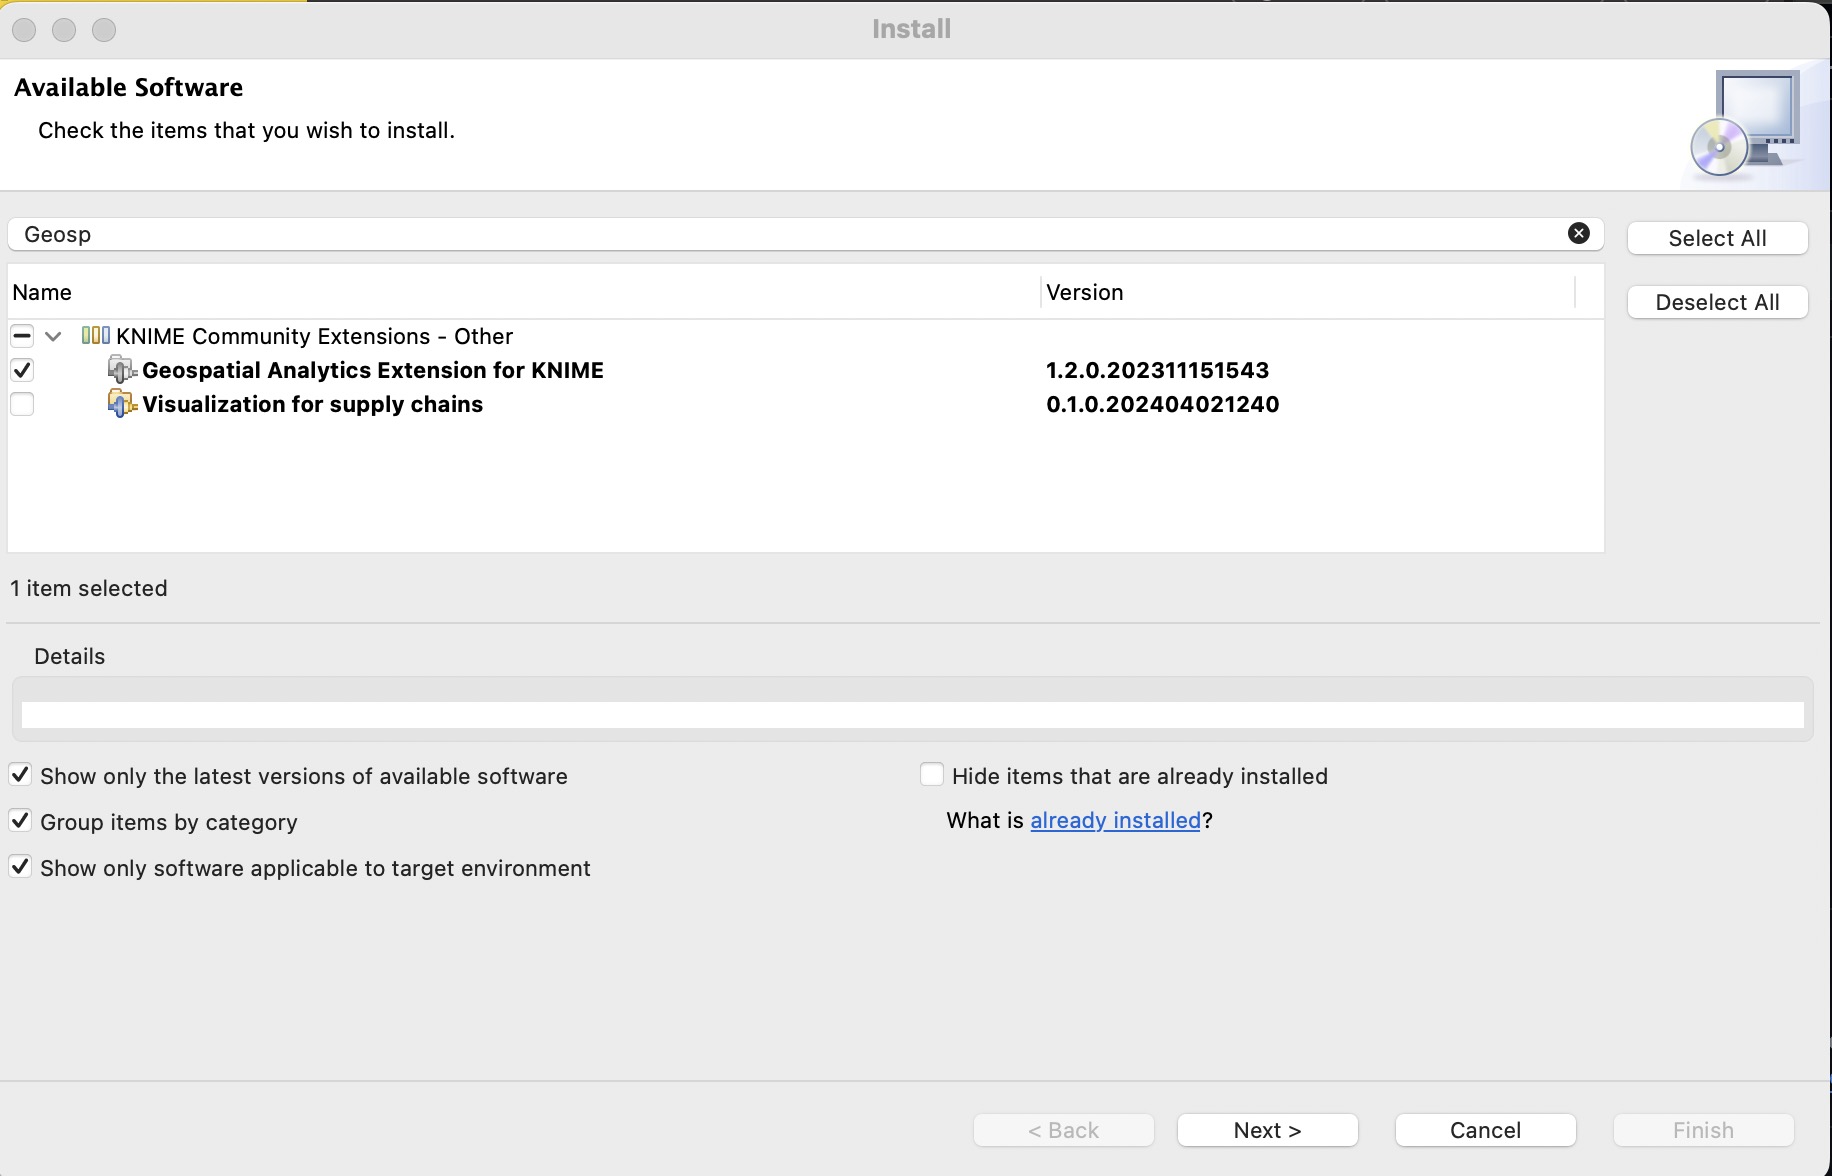 Install
Available Software
Check the items that you wish to install.
Geosp
Select All
Name Version
Deselect All
KNIME Community Extensions - Other
Geospatial Analytics Extension for KNIME 1.2.0.202311151543
Visualization for supply chains 0.1.0.202404021240
1 item selected
Details
Show only the latest versions of available software
Hide items that are already installed
Group items by category
What is already installed?
Show only software applicable to target environment
< Back Next > Cancel Finish